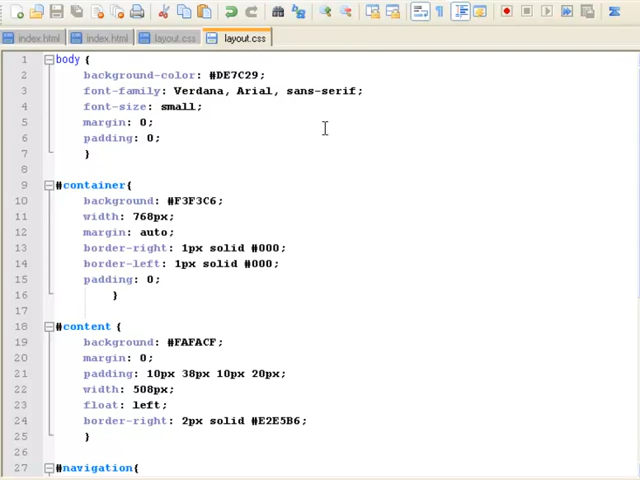 index.html index.html layout.css layout.css
1 body {
2 background-color: #DE7C29;
3 font-family: Verdana, Arial, sans-serif;
4 font-size: small;
5 margin: 0;
6 padding: 0;
7 }
8
9 #container{
10 background: #F3F3C6;
11 width: 768px;
12 margin: auto;
13 border-right: 1px solid #000;
14 border-left: 1px solid #000;
15 padding: 0;
16 }
17
18 #content {
19 background: #FAFACF;
20 margin: 0;
21 padding: 10px 38px 10px 20px;
22 width: 508px;
23 float: left;
24 border-right: 2px solid #E2E5B6;
25 }
26
27 #navigation{